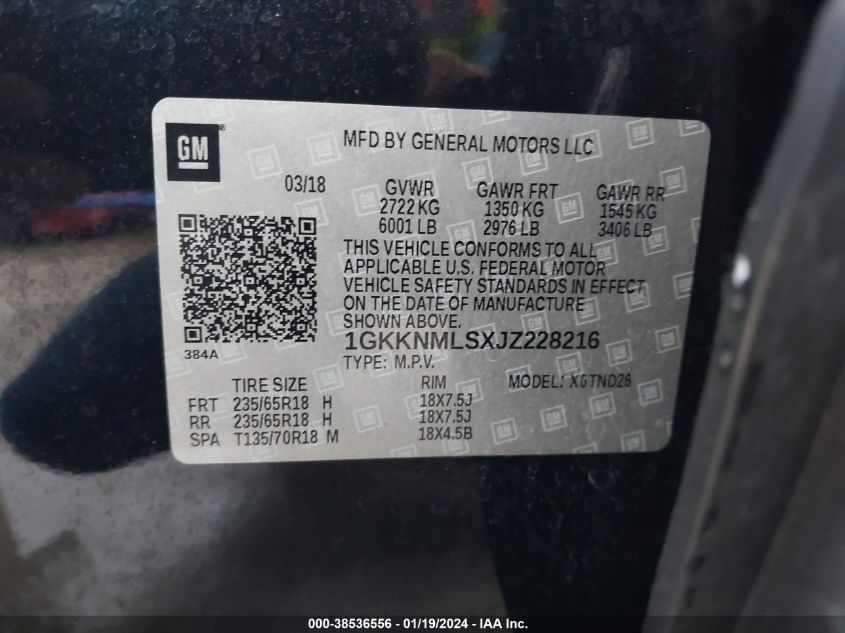 GM
MFD BY GENERAL MOTORS LLC
03/18 GVWR GAWR FRT GAWR RR
2722 KG 1350 KG 1545 KG
6001 LB 2976 LB 3406 LB
THIS VEHICLE CONFORMS TO ALL
APPLICABLE U.S. FEDERAL MOTOR
VEHICLE SAFETY STANDARDS IN EFFECT
ON THE DATE OF MANUFACTURE
SHOWN ABOVE.
384A
1GKKNMLSXJZ228216
TYPE: M.P.V.
TIRE SIZE RIM MODEL: X6TND26
FRT 235/65R18 H 18X7.5J
RR 235/65R18 H 18X7.5J
SPA T135/70R18 M 18X4.5B
000-38536556 - 01/19/2024 - IAA Inc.